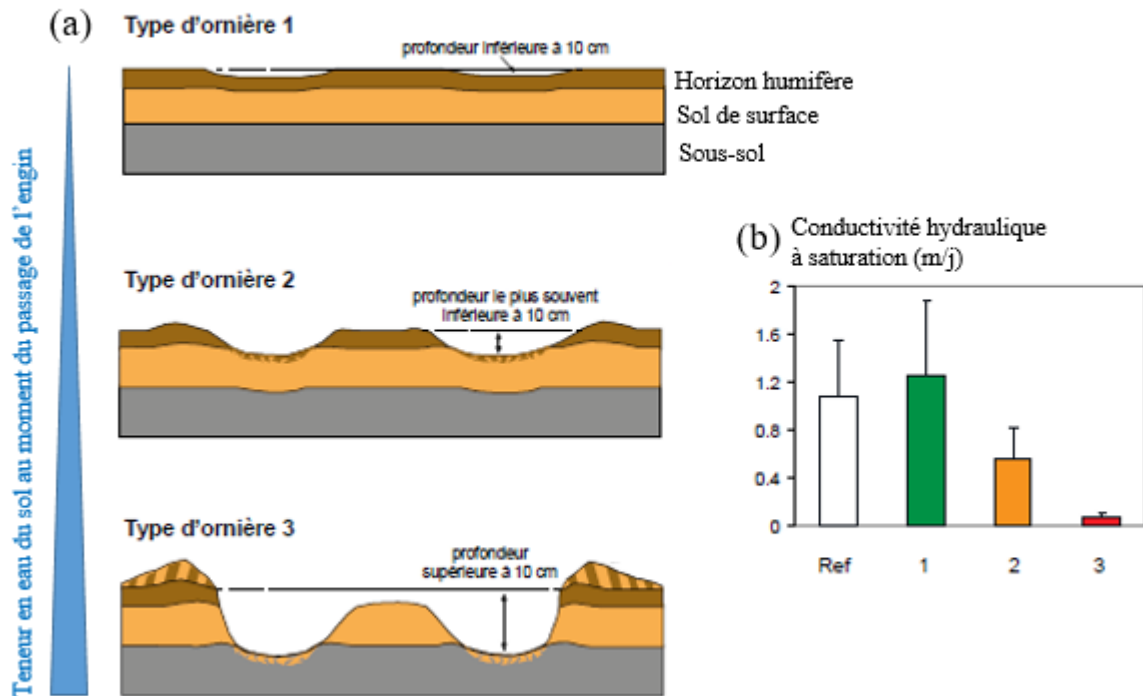 (a)
Type d'ornière 1
profondeur inférieure à 10 cm
Horizon humifère
Sol de surface
Sous-sol
Teneur en eau du sol au moment du passage de l'engin
Type d'ornière 2
profondeur le plus souvent
inférieure à 10 cm
Type d'ornière 3
profondeur
supérieure à 10 cm
(b) Conductivité hydraulique
à saturation (m/j)
2
1.6
1.2
0.8
0.4
0
Ref 1 2 3